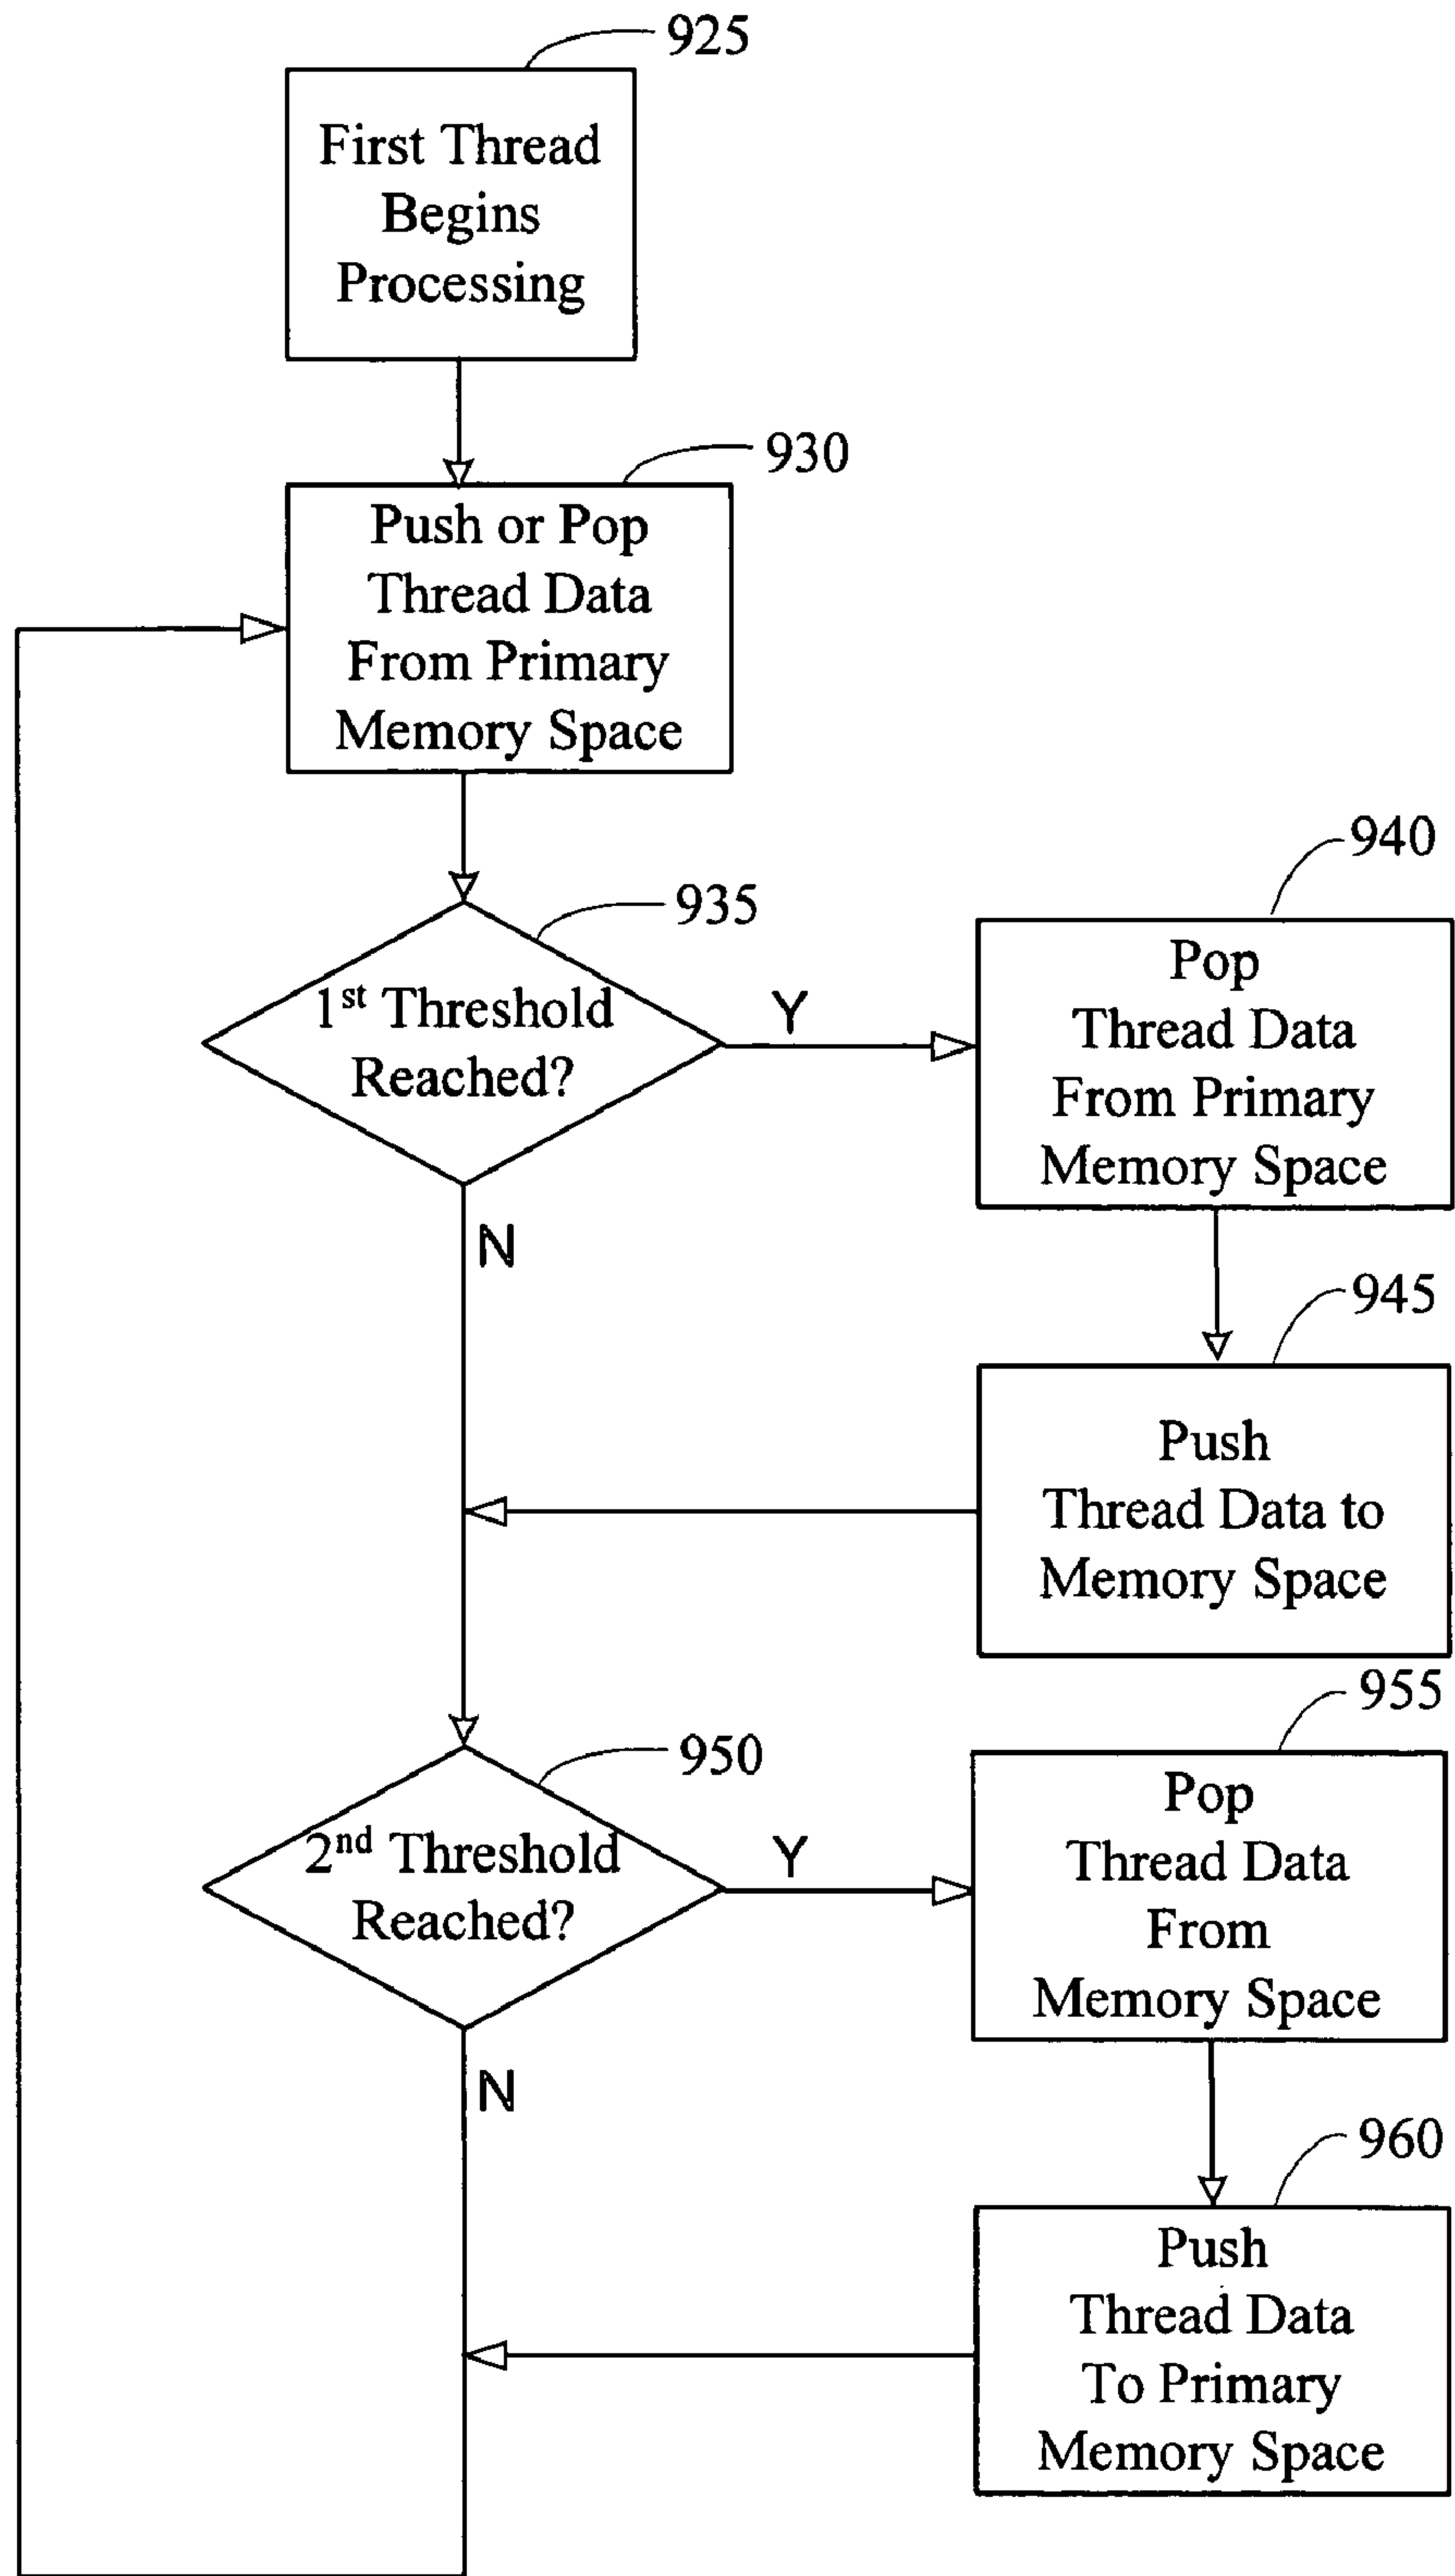 925
First Thread
Begins
Processing
930
Push or Pop
Thread Data
From Primary
Memory Space
935
1st Threshold
Reached?
Y
N
940
Pop
Thread Data
From Primary
Memory Space
945
Push
Thread Data to
Memory Space
950
2nd Threshold
Reached?
Y
N
955
Pop
Thread Data
From
Memory Space
960
Push
Thread Data
To Primary
Memory Space